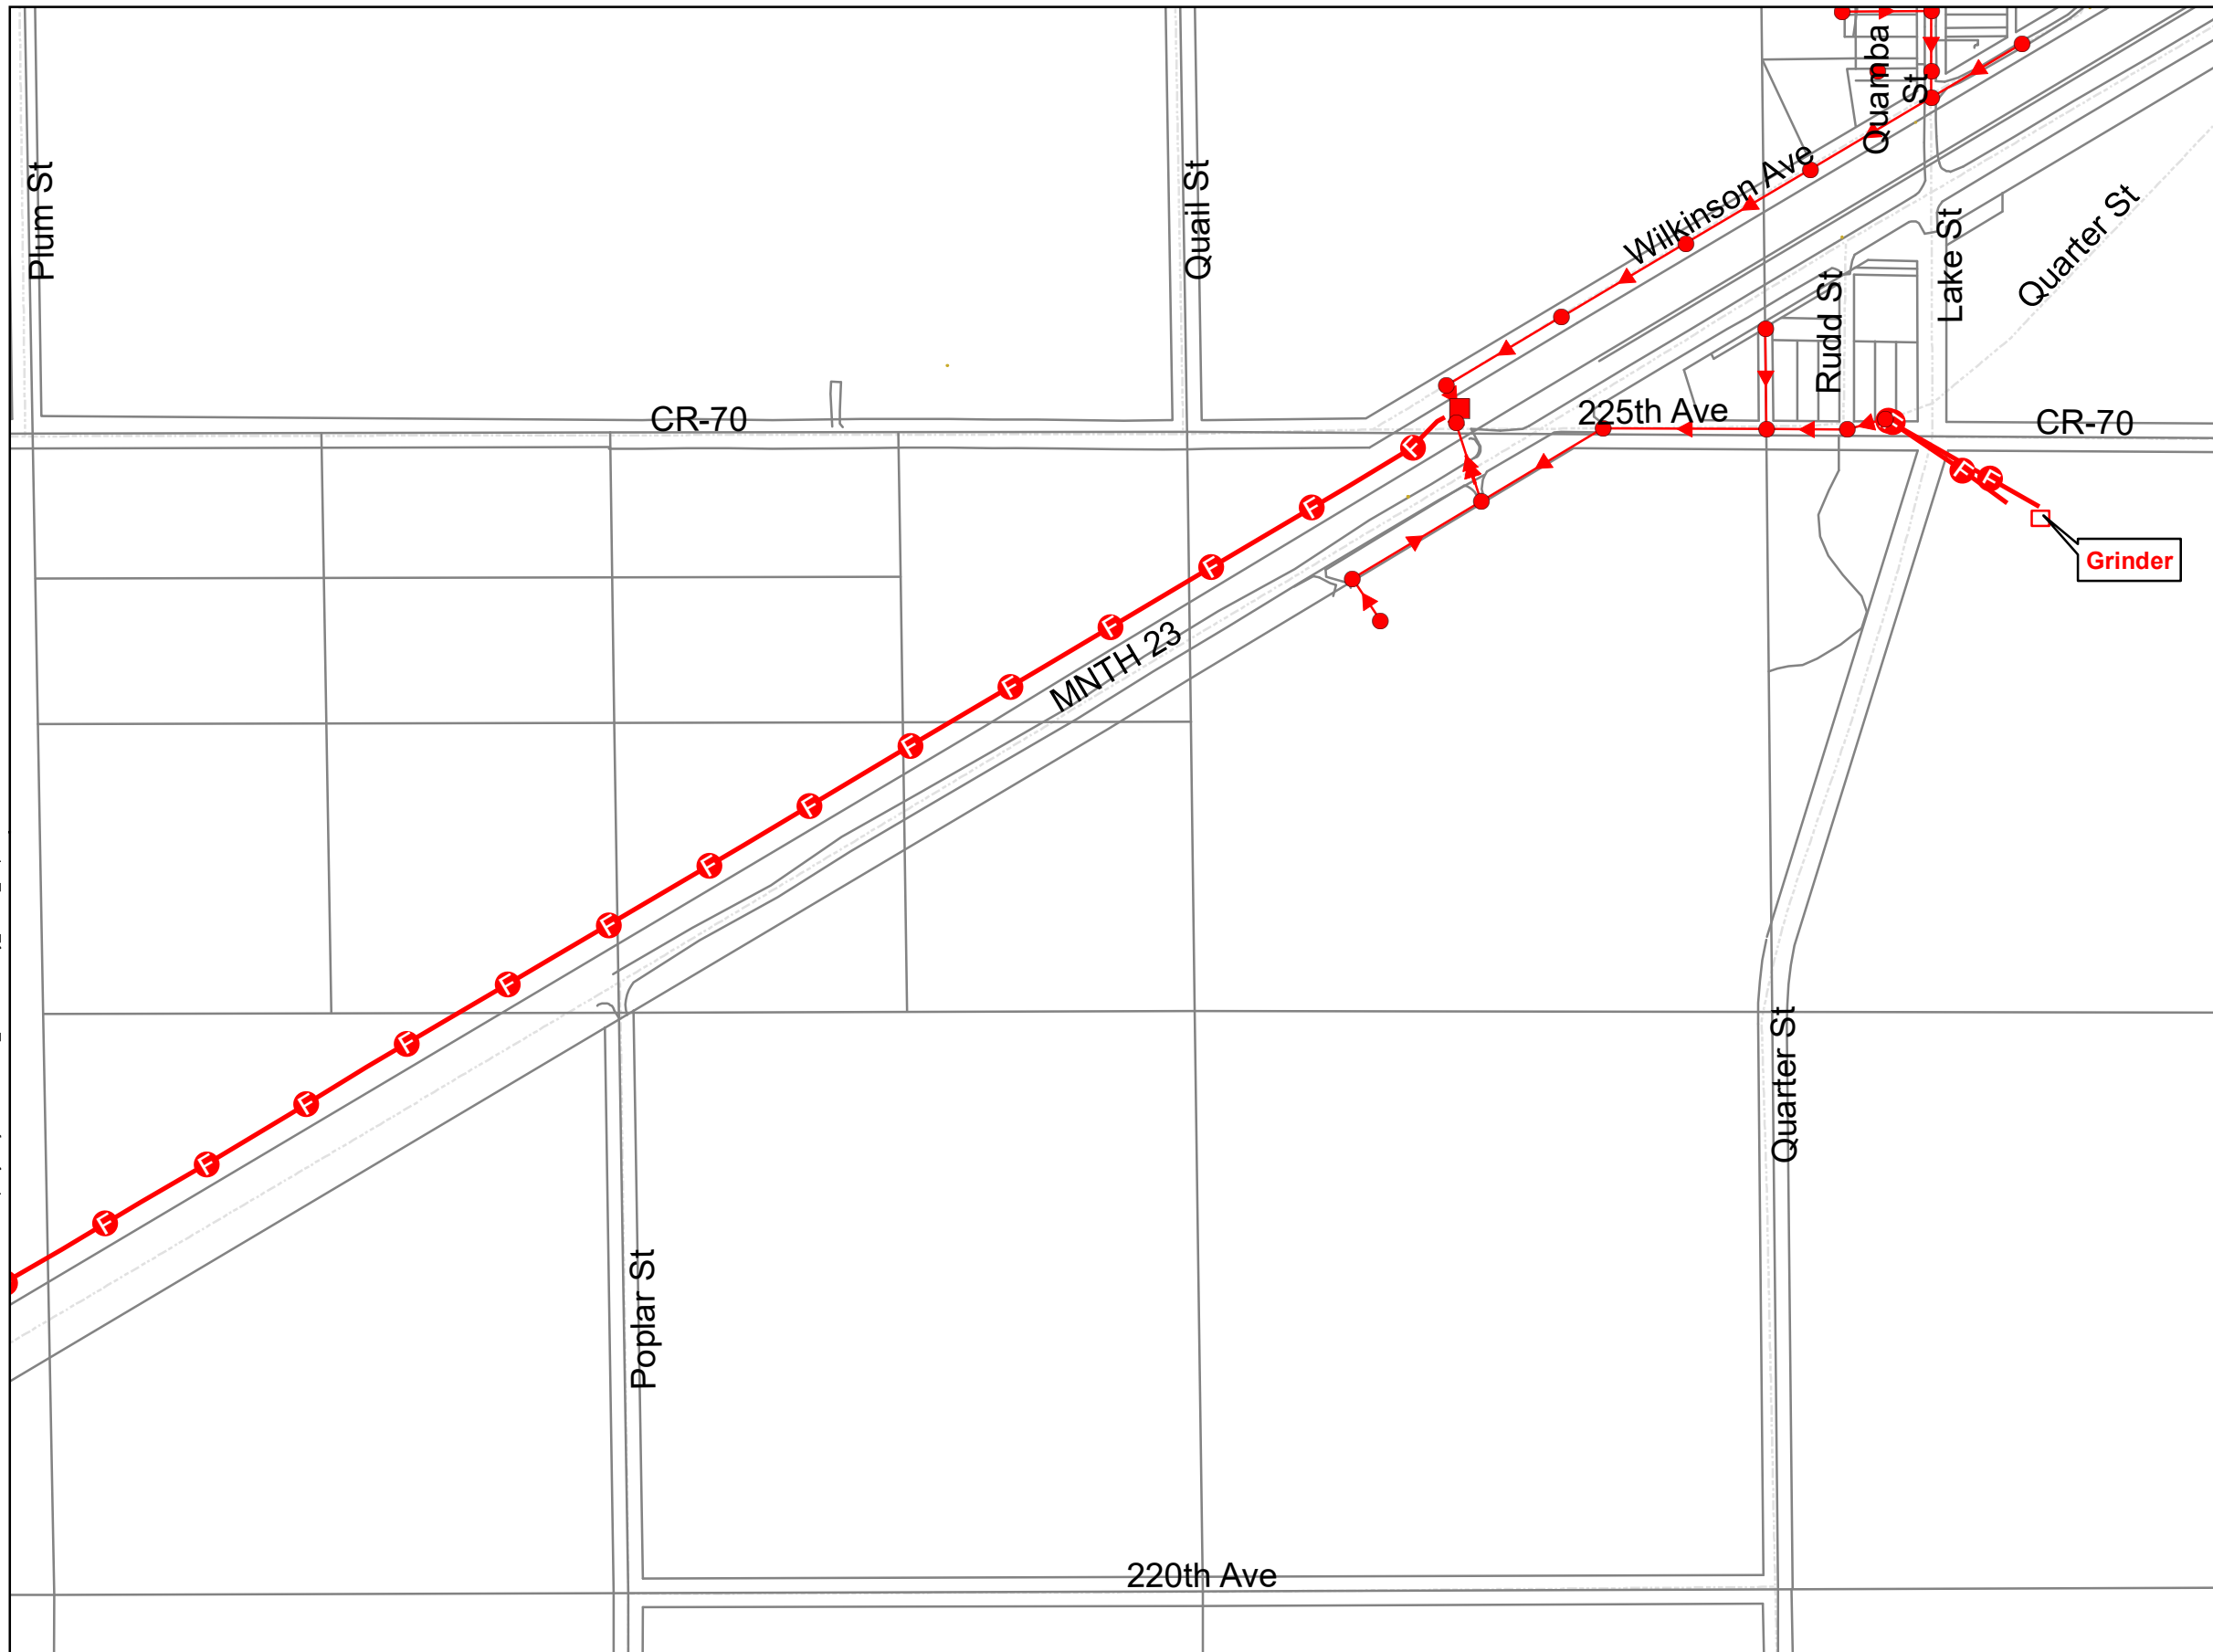 Quamba
St
Plum St
Quail St
Wilkinson Ave
Quarter St
Lake St
Rudd St
CR-70
225th Ave
CR-70
F
F
F
F
Grinder
F
F
MNTH 23
F
F
F
F
F
F
F
F
Quarter St
F
F
F
Poplar St
220th Ave